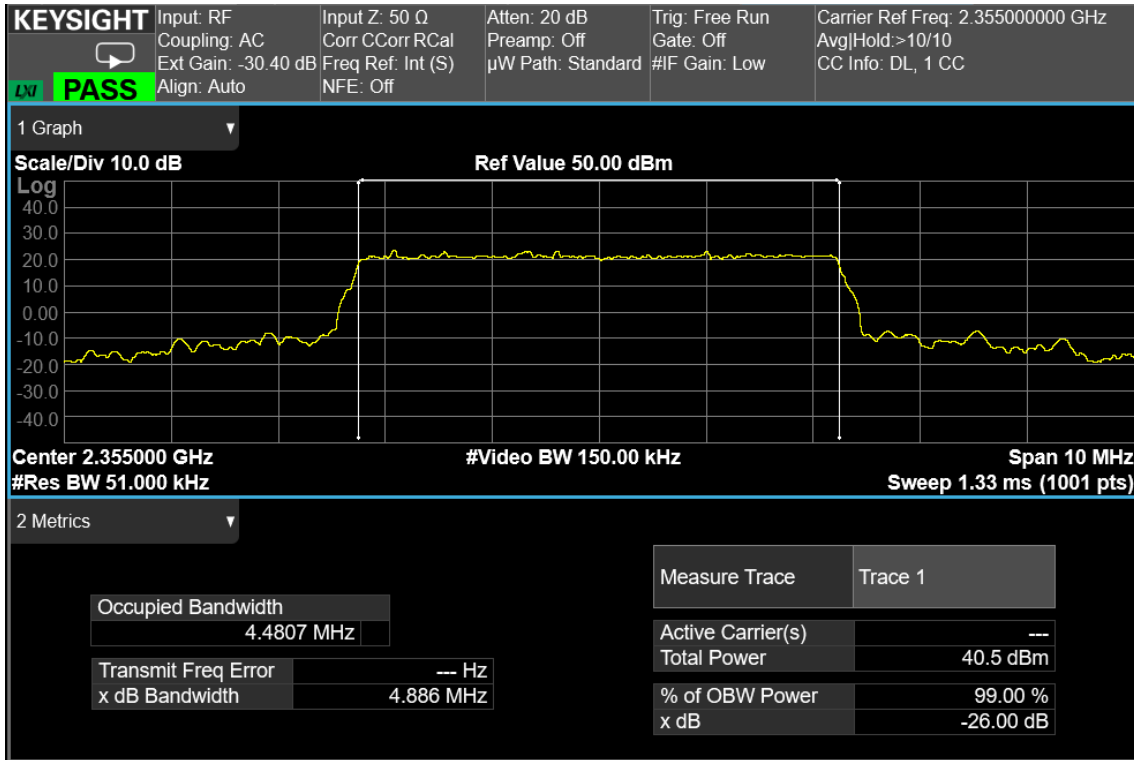 KEYSIGHT
LXI
PASS
Input: RF
Coupling: AC
Ext Gain: -30.40 dB
Align: Auto
Input Z: 50 Ω
Corr CCorr RCal
Freq Ref: Int (S)
NFE: Off
Atten: 20 dB
Preamp: Off
µW Path: Standard
Trig: Free Run
Gate: Off
#IF Gain: Low
Carrier Ref Freq: 2.355000000 GHz
Avg|Hold:>10/10
CC Info: DL, 1 CC
1 Graph
Scale/Div 10.0 dB
Ref Value 50.00 dBm
Log
40.0
30.0
20.0
10.0
0.00
-10.0
-20.0
-30.0
-40.0
Center 2.355000 GHz
#Video BW 150.00 kHz
Span 10 MHz
#Res BW 51.000 kHz
Sweep 1.33 ms (1001 pts)
2 Metrics
Measure Trace Trace 1
Occupied Bandwidth
4.4807 MHz
Active Carrier(s) ---
Total Power 40.5 dBm
Transmit Freq Error --- Hz
x dB Bandwidth 4.886 MHz
% of OBW Power 99.00 %
x dB -26.00 dB